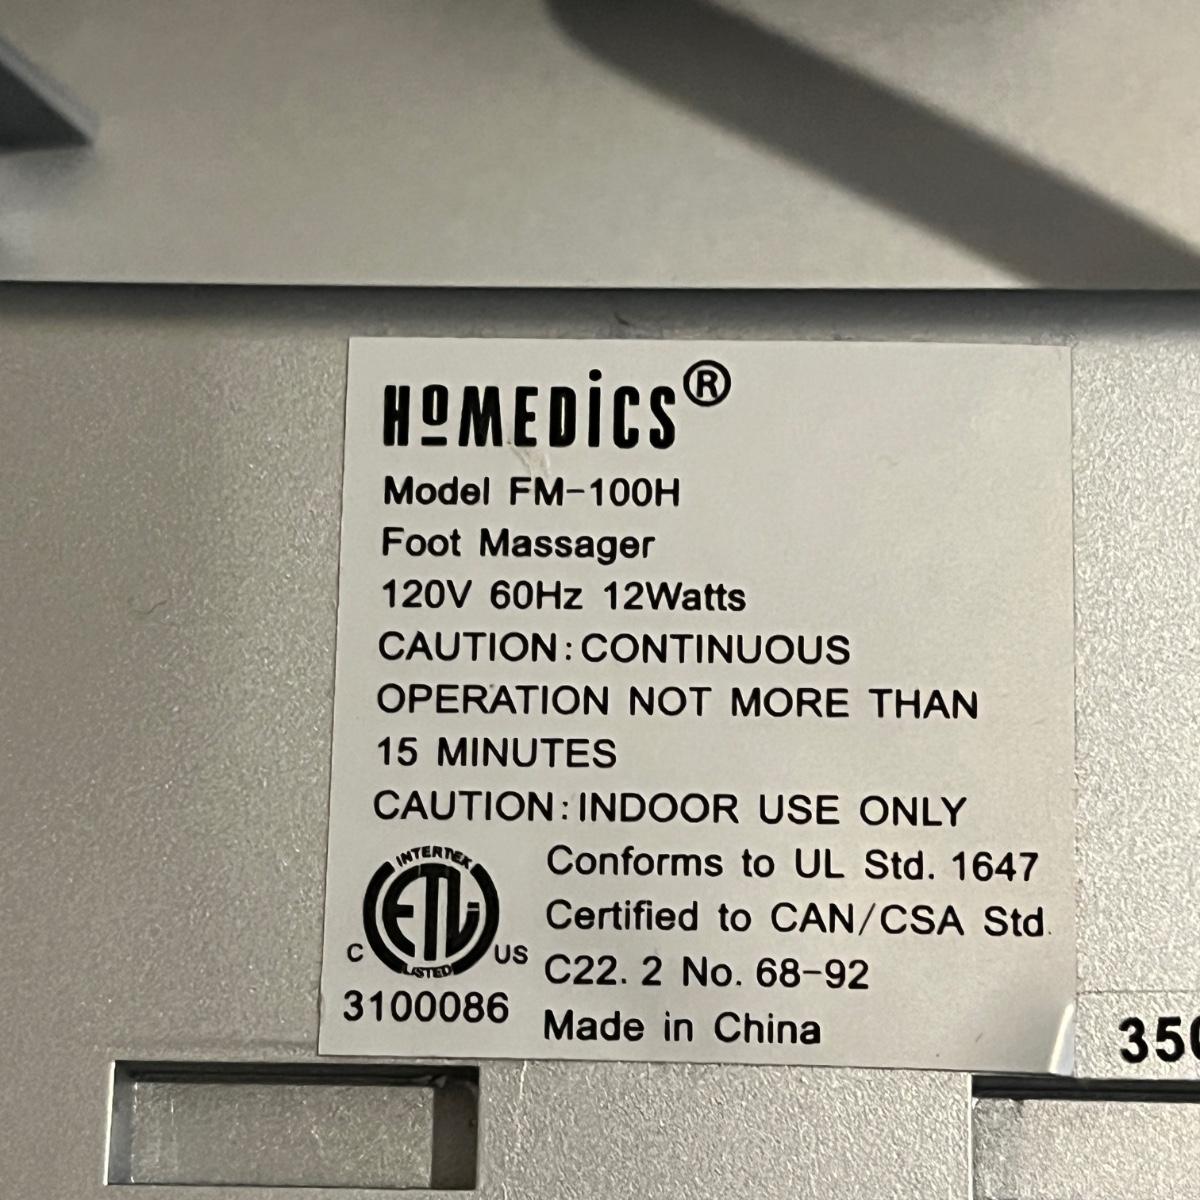 HOMEDICS®
Model FM-100H
Foot Massager
120V 60Hz 12Watts
CAUTION:CONTINUOUS
OPERATION NOT MORE THAN
15 MINUTES
CAUTION:INDOOR USE ONLY
INTERTEK
ETL
LISTED
C
US
3100086
Conforms to UL Std. 1647
Certified to CAN/CSA Std.
C22. 2 No. 68-92
Made in China